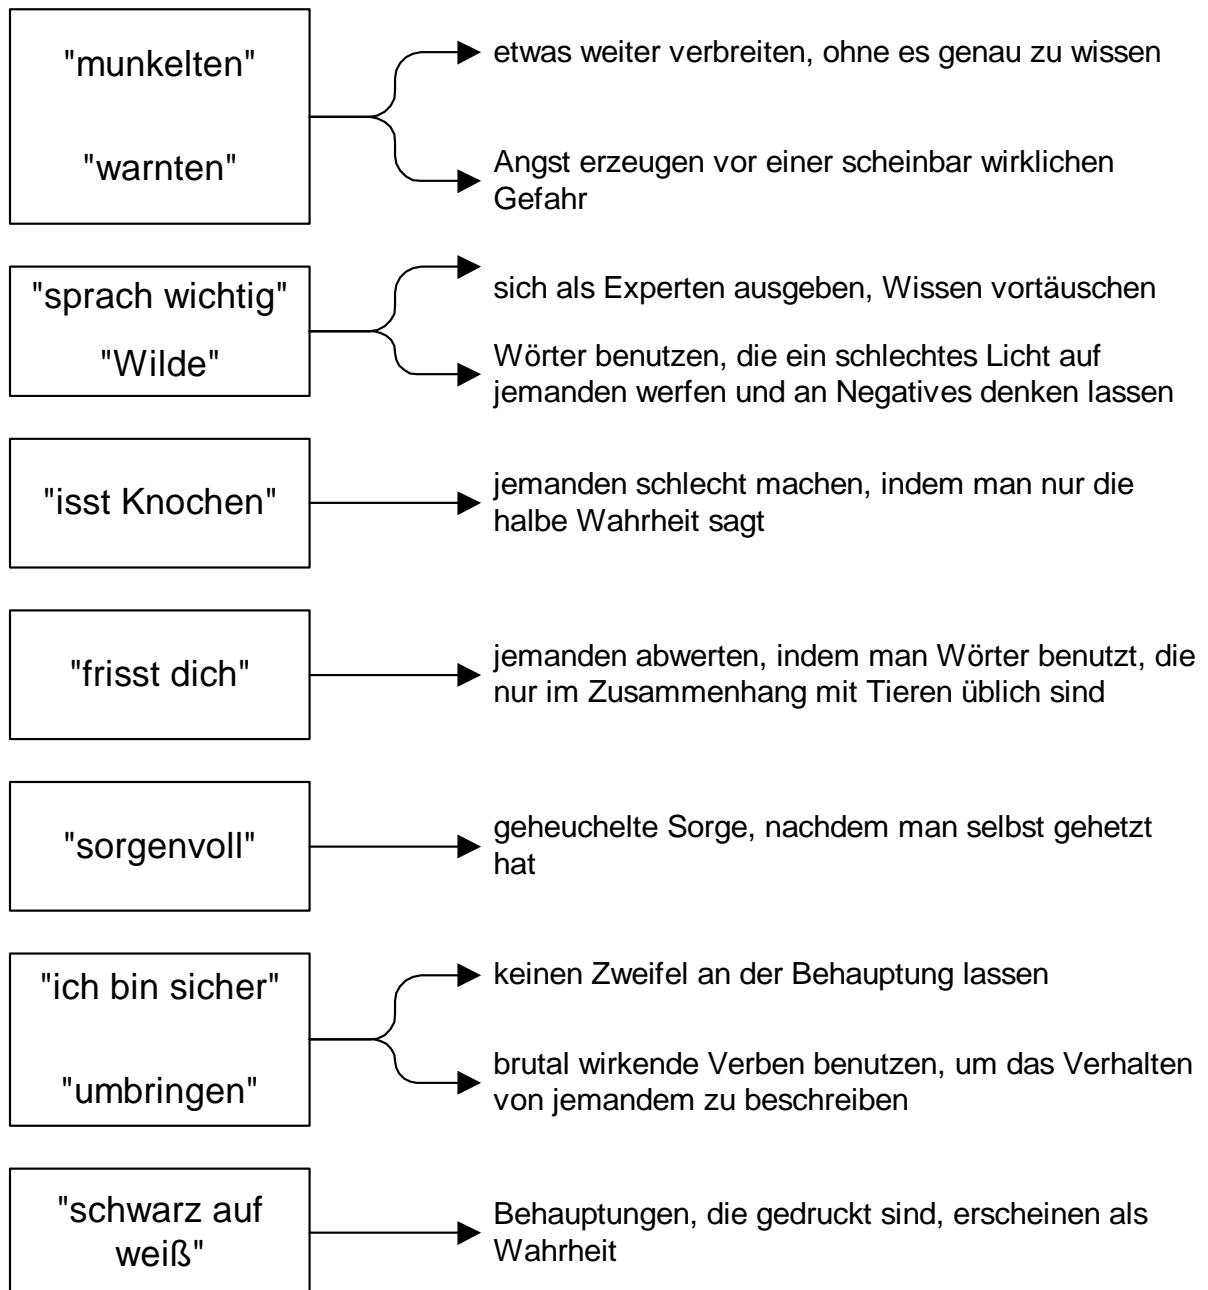 "munkelten"
etwas weiter verbreiten, ohne es genau zu wissen
"warnten"
Angst erzeugen vor einer scheinbar wirklichen
Gefahr
"sprach wichtig"
sich als Experten ausgeben, Wissen vortäuschen
"Wilde"
Wörter benutzen, die ein schlechtes Licht auf
jemanden werfen und an Negatives denken lassen
"isst Knochen"
jemanden schlecht machen, indem man nur die
halbe Wahrheit sagt
"frisst dich"
jemanden abwerten, indem man Wörter benutzt, die
nur im Zusammenhang mit Tieren üblich sind
"sorgenvoll"
geheuchelte Sorge, nachdem man selbst gehetzt
hat
"ich bin sicher"
keinen Zweifel an der Behauptung lassen
"umbringen"
brutal wirkende Verben benutzen, um das Verhalten
von jemandem zu beschreiben
"schwarz auf
weiß"
Behauptungen, die gedruckt sind, erscheinen als
Wahrheit